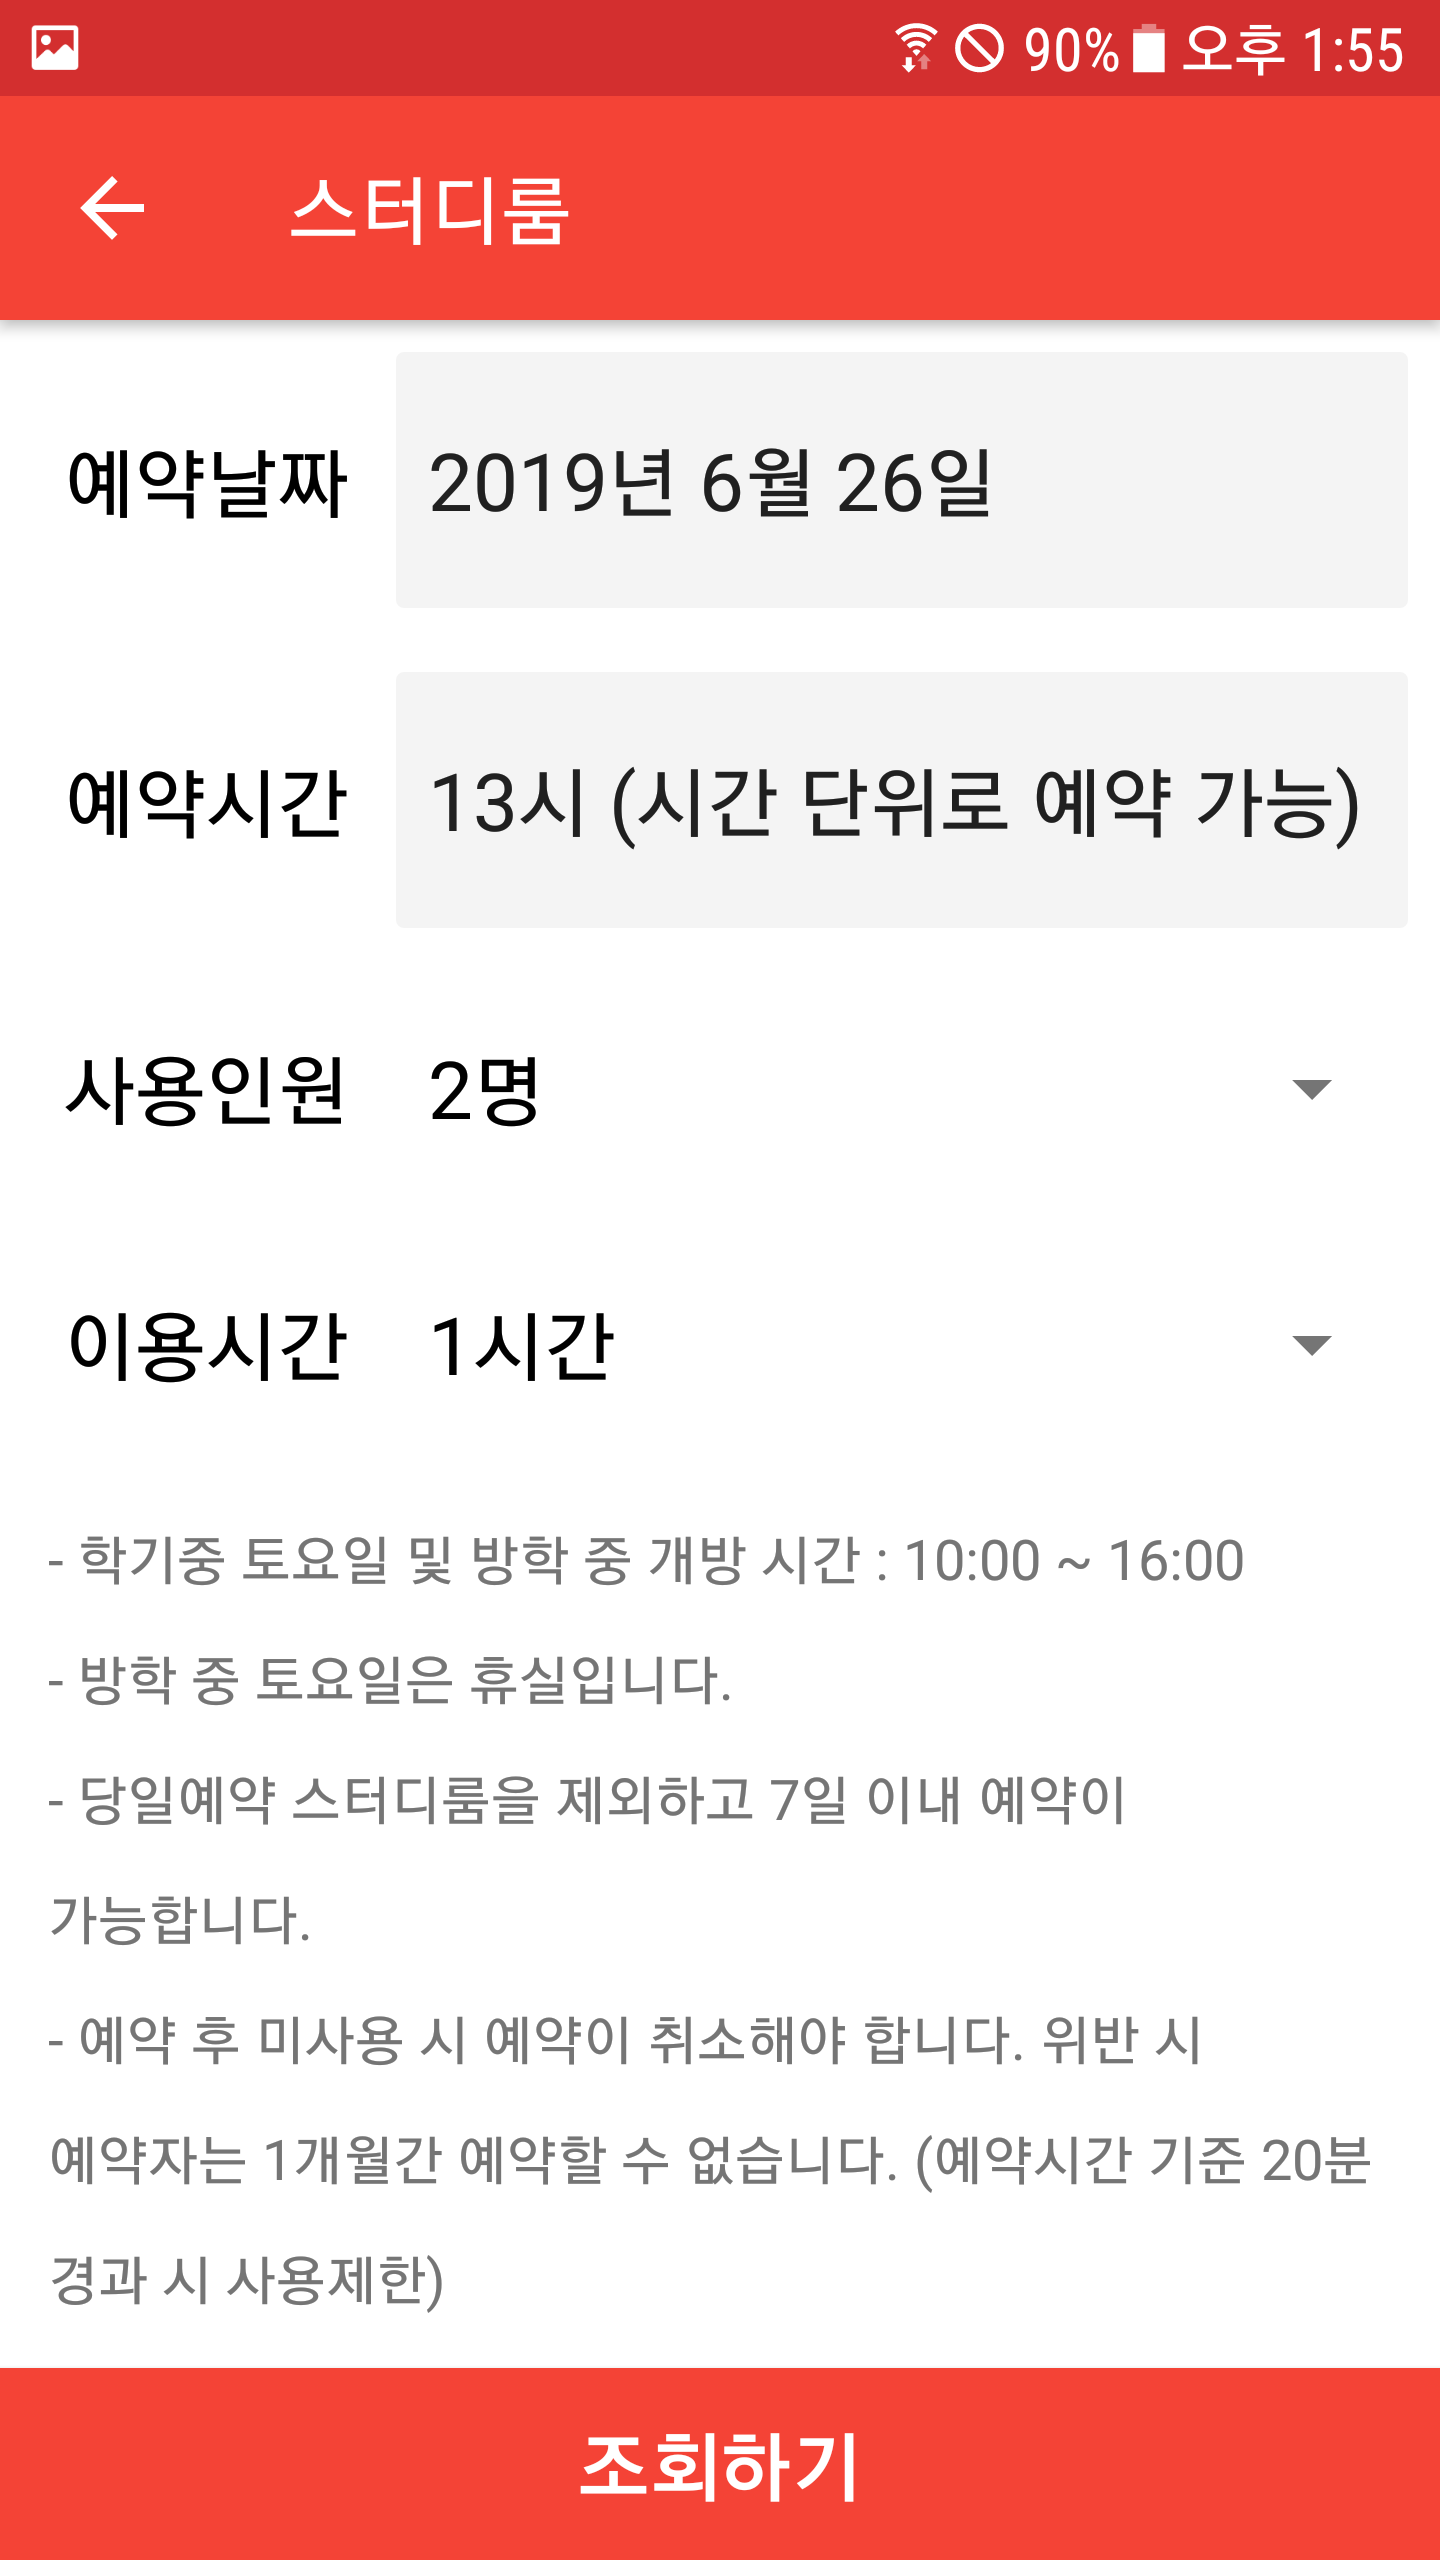 90% 오후 1:55
스터디룸
예약날짜 2019년 6월 26일
예약시간 13시 (시간 단위로 예약 가능)
사용인원 2명
이용시간 1시간
- 학기중 토요일 및 방학 중 개방 시간 : 10:00 ~ 16:00
- 방학 중 토요일은 휴실입니다.
- 당일예약 스터디룸을 제외하고 7일 이내 예약이
가능합니다.
- 예약 후 미사용 시 예약이 취소해야 합니다. 위반 시
예약자는 1개월간 예약할 수 없습니다. (예약시간 기준 20분
경과 시 사용제한)
조회하기